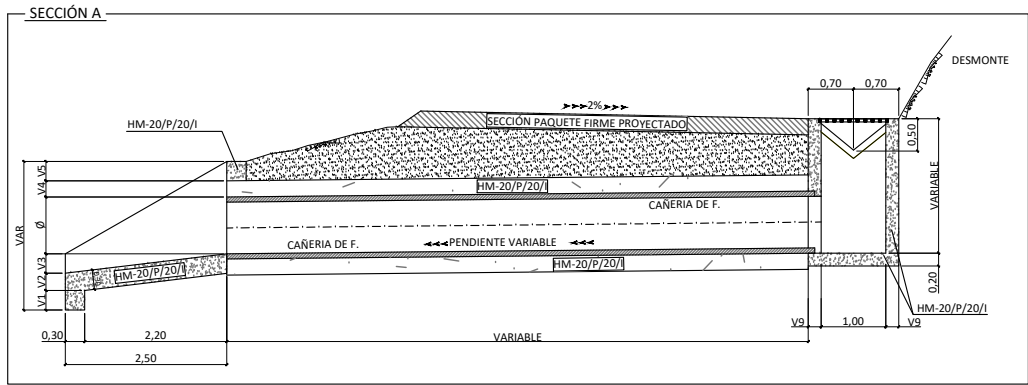 SECCIÓN A
DESMONTE
0,70
0,70
2%
SECCIÓN PAQUETE FIRME PROYECTADO
HM-20/P/20/I
0,50
V5
V4
HM-20/P/20/I
VARIABLE
CAÑERIA DE F.
VAR
Ø
CAÑERIA DE F.
PENDIENTE VARIABLE
V3
HM-20/P/20/I
HM-20/P/20/I
V2
0,20
V1
HM-20/P/20/I
0,30
2,20
VARIABLE
V9
1,00
V9
2,50